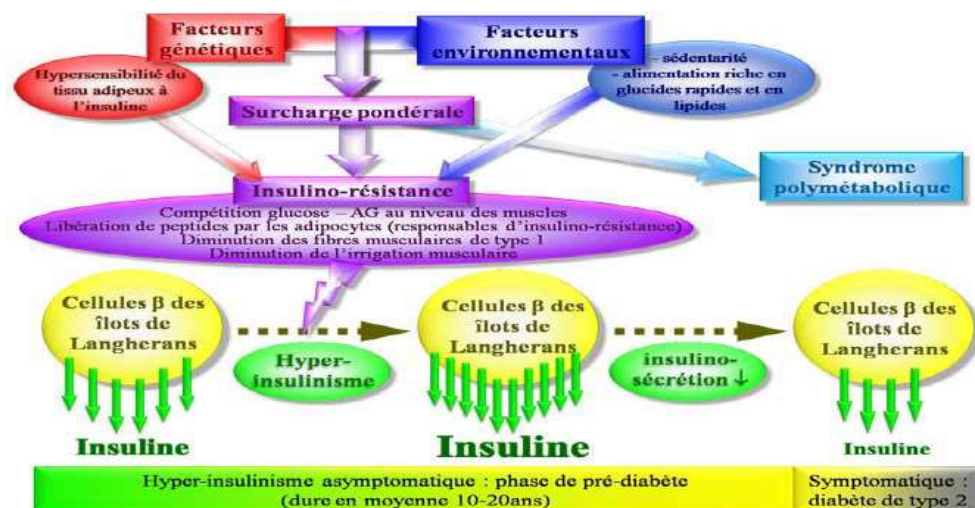 Facteurs
génétiques
Facteurs
environnementaux
Hypersensibilité du
tissu adipeux à
l'insuline
- sédentarité
- alimentation riche en
glucides rapides et en
lipides
Surcharge pondérale
Syndrome
polymétabolique
Insulino-résistance
Compétition glucose – AG au niveau des muscles
Libération de peptides par les adipocytes (responsables d'insulino-résistance)
Diminution des fibres musculaires de type 1
Diminution de l'irrigation musculaire
Cellules β des
îlots de
Langherans
Hyper-
insulinisme
Cellules β des
îlots de
Langherans
insulino-
sécrétion ↓
Cellules β des
îlots de
Langherans
Insuline
Insuline
Insuline
Hyper-insulinisme asymptomatique : phase de pré-diabète
(dure en moyenne 10-20ans)
Symptomatique :
diabète de type 2